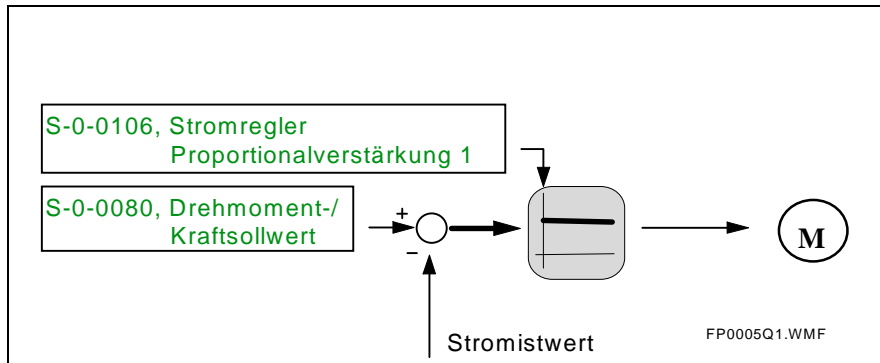 S-0-0106, Stromregler
Proportionalverstärkung 1
S-0-0080, Drehmoment-/
Kraftsollwert
+
−
M
Stromistwert
FP0005Q1.WMF